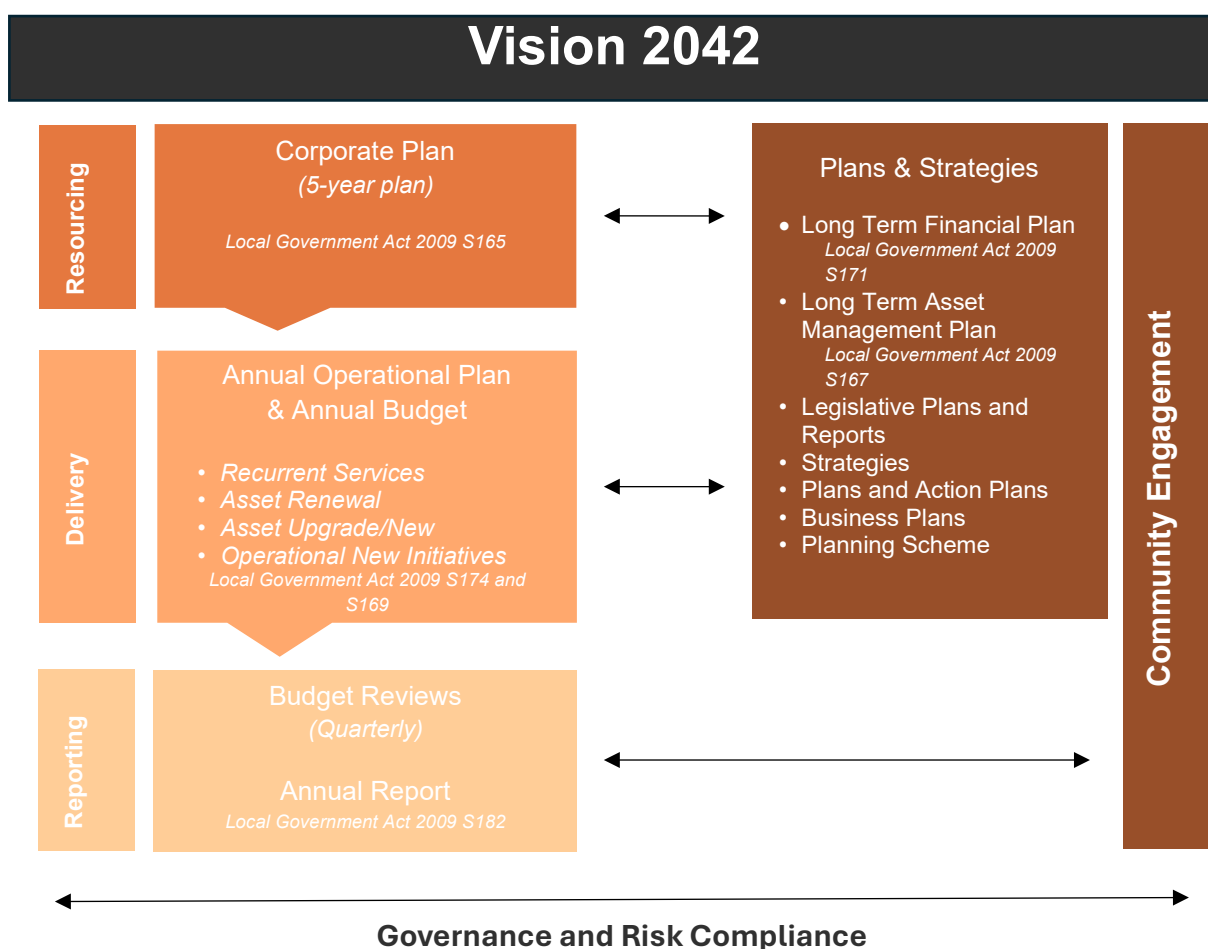 Vision 2042
Resourcing
Corporate Plan
(5-year plan)
Local Government Act 2009 S165
Delivery
Annual Operational Plan
& Annual Budget
• Recurrent Services
• Asset Renewal
• Asset Upgrade/New
• Operational New Initiatives
Local Government Act 2009 S174 and
S169
Reporting
Budget Reviews
(Quarterly)
Annual Report
Local Government Act 2009 S182
Plans & Strategies
• Long Term Financial Plan
Local Government Act 2009
S171
• Long Term Asset
Management Plan
Local Government Act 2009
S167
• Legislative Plans and
Reports
• Strategies
• Plans and Action Plans
• Business Plans
• Planning Scheme
Community Engagement
Governance and Risk Compliance